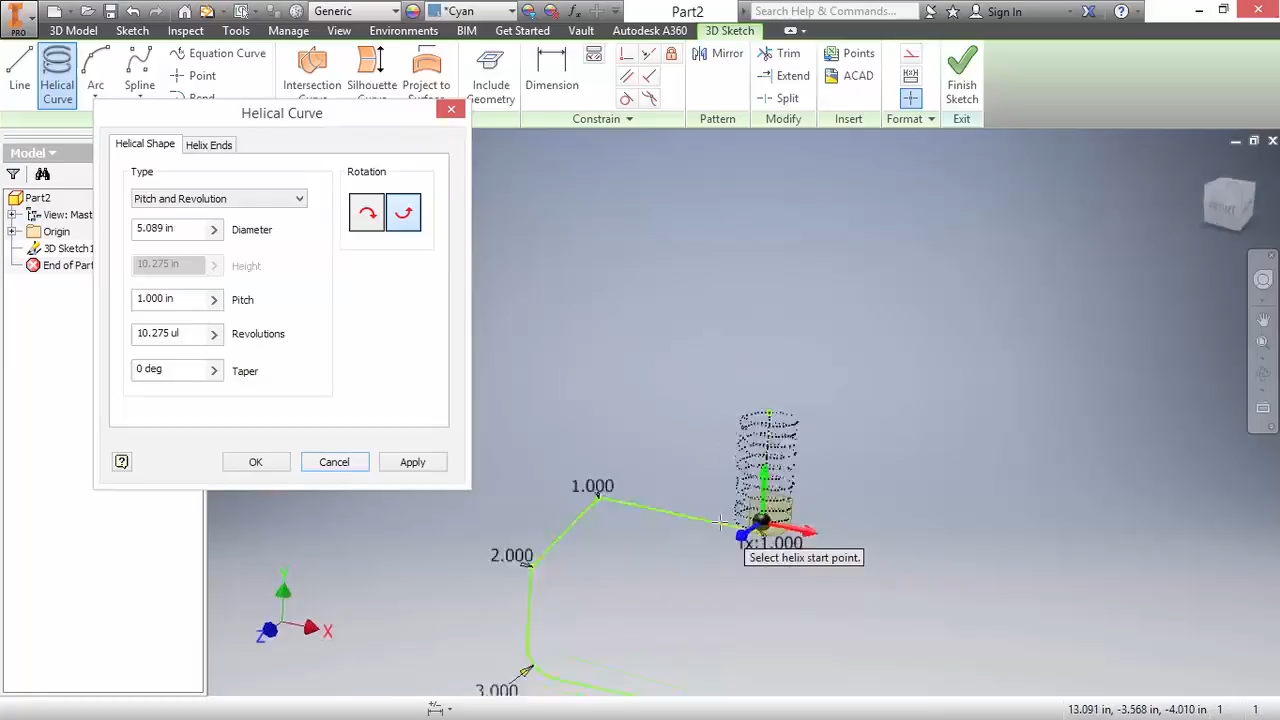 PRO
Generic
*Cyan
Part2
Search Help & Commands...
Sign In
3D Model
Sketch
Inspect
Tools
Manage
View
Environments
BIM
Get Started
Vault
Autodesk A360
3D Sketch
Line
Helical Curve
Arc
Spline
Equation Curve
Point
Intersection
Silhouette
Project to
Include Geometry
Dimension
Constrain
Mirror
Pattern
Trim
Extend
Split
Modify
Points
ACAD
Insert
Format
Finish Sketch
Exit
Model
Part2
View: Mast
Origin
3D Sketch1
End of Part
Helical Curve
Helical Shape
Helix Ends
Type
Pitch and Revolution
5.089 in
Diameter
10.275 in
Height
1.000 in
Pitch
10.275 ul
Revolutions
0 deg
Taper
Rotation
OK
Cancel
Apply
FRONT
1.000
2.000
3.000
fx:1.000
Select helix start point.
Y
X
Z
13.091 in, -3.568 in, -4.010 in
1
1